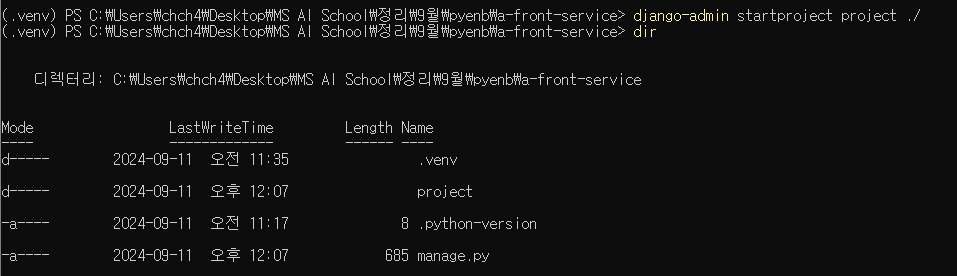 (.venv) PS C:₩Users₩chch4₩Desktop₩MS AI School₩정리₩9월₩pyenb₩a-front-service> django-admin startproject project ./
(.venv) PS C:₩Users₩chch4₩Desktop₩MS AI School₩정리₩9월₩pyenb₩a-front-service> dir
디렉터리: C:₩Users₩chch4₩Desktop₩MS AI School₩정리₩9월₩pyenb₩a-front-service
Mode LastWriteTime Length Name
---- ------------- ------ ----
d----- 2024-09-11 오전 11:35 .venv
d----- 2024-09-11 오후 12:07 project
-a---- 2024-09-11 오전 11:17 8 .python-version
-a---- 2024-09-11 오후 12:07 685 manage.py